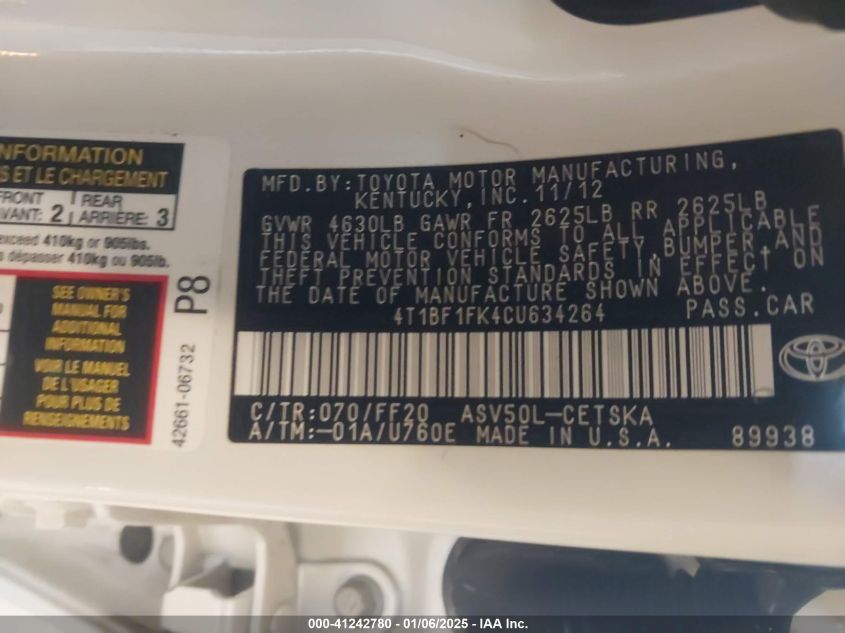 NFORMATION
S ET LE CHARGEMENT
FRONT REAR
VANT: 2 ARRIÈRE: 3
exceed 410kg or 905lbs.
dépasser 410kg ou 905lb.
SEE OWNER'S
MANUAL FOR
ADDITIONAL
INFORMATION
VOIR LE MANUEL
DE L'USAGER
POUR PLUS DE
RENSEIGNEMENTS
42661-06732 P8
MFD.BY:TOYOTA MOTOR MANUFACTURING,
KENTUCKY,INC.11/12
GVWR 4630LB GAWR FR 2625LB RR 2625LB
THIS VEHICLE CONFORMS TO ALL APPLICABLE
FEDERAL MOTOR VEHICLE SAFETY,BUMPER,AND
THEFT PREVENTION STANDARDS IN EFFECT ON
THE DATE OF MANUFACTURE SHOWN ABOVE.
4T1BF1FK4CU634264 PASS.CAR
C/TR:070/FF20 ASV50L-CETSKA
A/TM:-01A/U760E MADE IN U.S.A. 89938
000-41242780 - 01/06/2025 - IAA Inc.